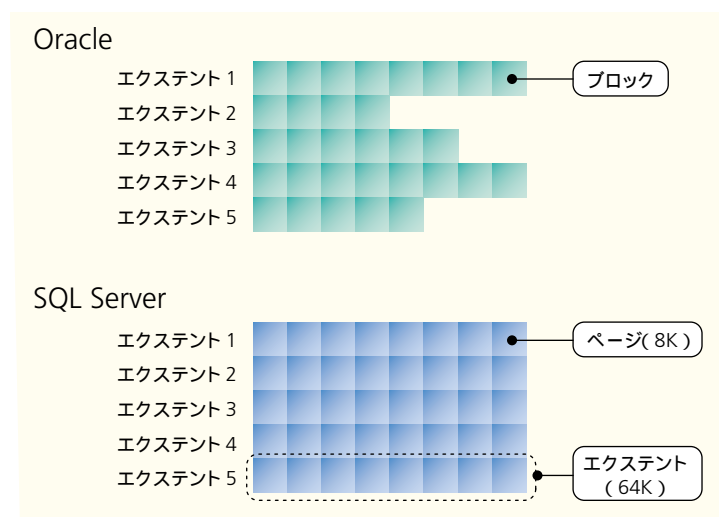 Oracle
エクステント 1
ブロック
エクステント 2
エクステント 3
エクステント 4
エクステント 5
SQL Server
エクステント 1
ページ( 8K )
エクステント 2
エクステント 3
エクステント 4
エクステント 5
エクステント
( 64K )